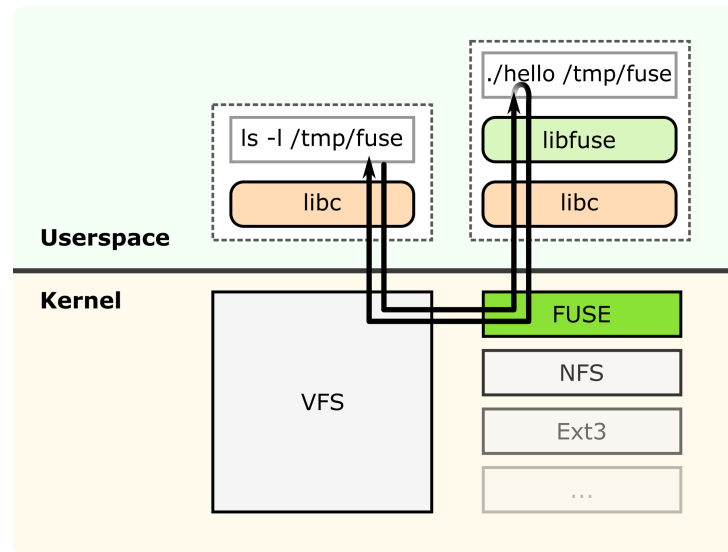 ./hello /tmp/fuse
ls -l /tmp/fuse
libfuse
libc
libc
Userspace
Kernel
FUSE
NFS
VFS
Ext3
...